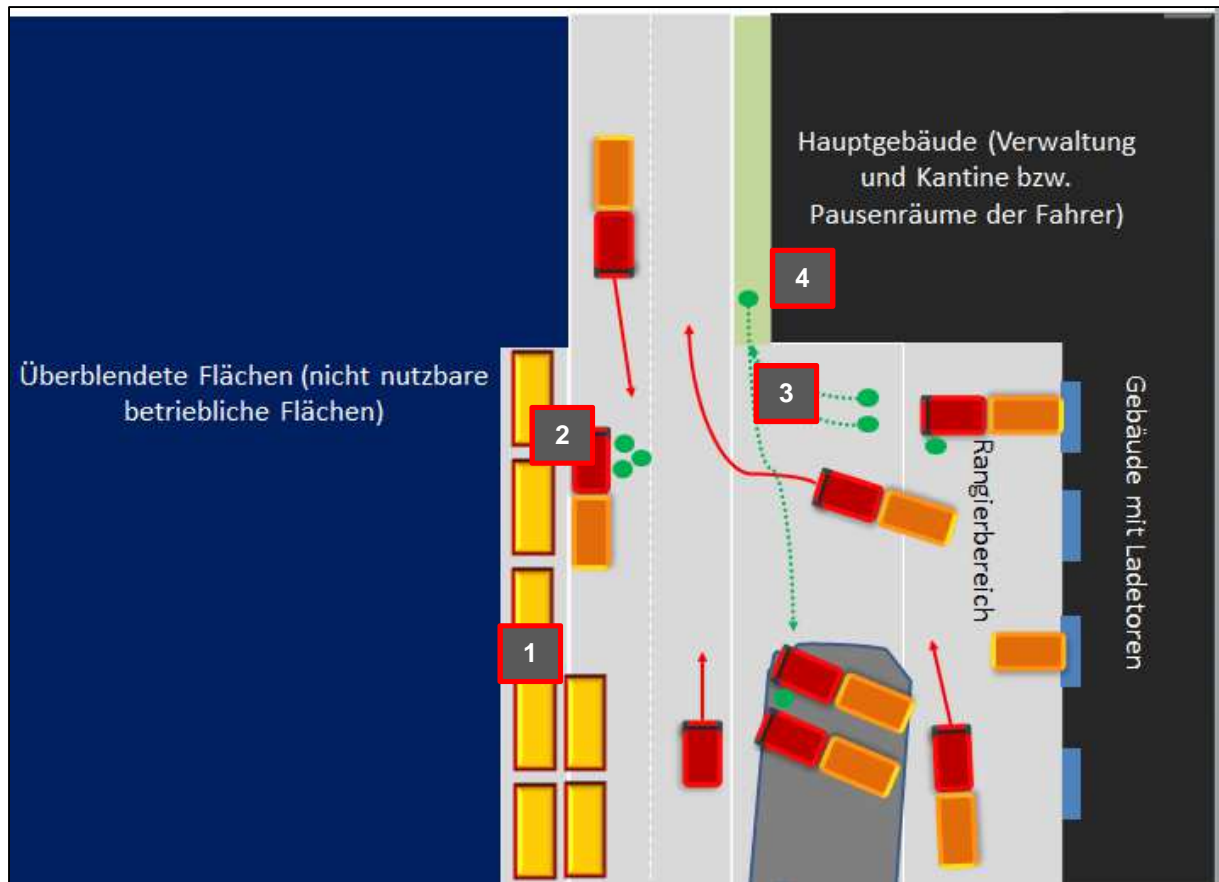 Hauptgebäude (Verwaltung
und Kantine bzw.
Pausenräume der Fahrer)
4
Überblendete Flächen (nicht nutzbare
betriebliche Flächen)
3
2
Rangierbereich
Gebäude mit Ladetoren
1